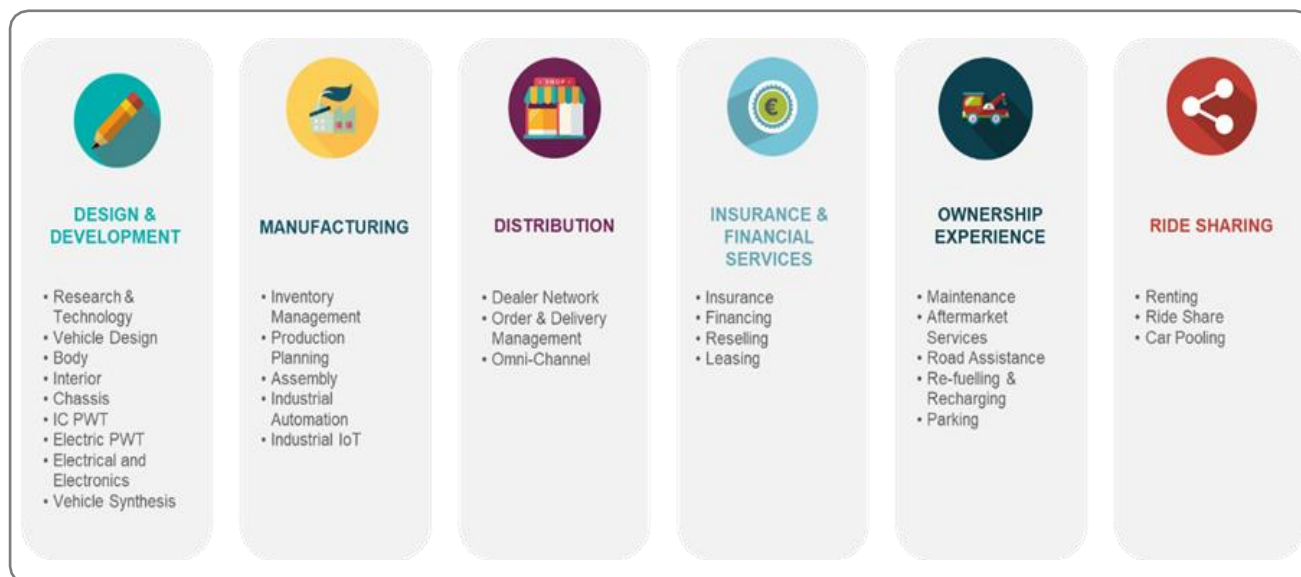 SHOP
DESIGN &
DEVELOPMENT
• Research &
Technology
• Vehicle Design
• Body
• Interior
• Chassis
• IC PWT
• Electric PWT
• Electrical and
Electronics
• Vehicle Synthesis
MANUFACTURING
• Inventory
Management
• Production
Planning
• Assembly
• Industrial
Automation
• Industrial IoT
DISTRIBUTION
• Dealer Network
• Order & Delivery
Management
• Omni-Channel
€
INSURANCE &
FINANCIAL
SERVICES
• Insurance
• Financing
• Reselling
• Leasing
OWNERSHIP
EXPERIENCE
• Maintenance
• Aftermarket
Services
• Road Assistance
• Re-fuelling &
Recharging
• Parking
RIDE SHARING
• Renting
• Ride Share
• Car Pooling